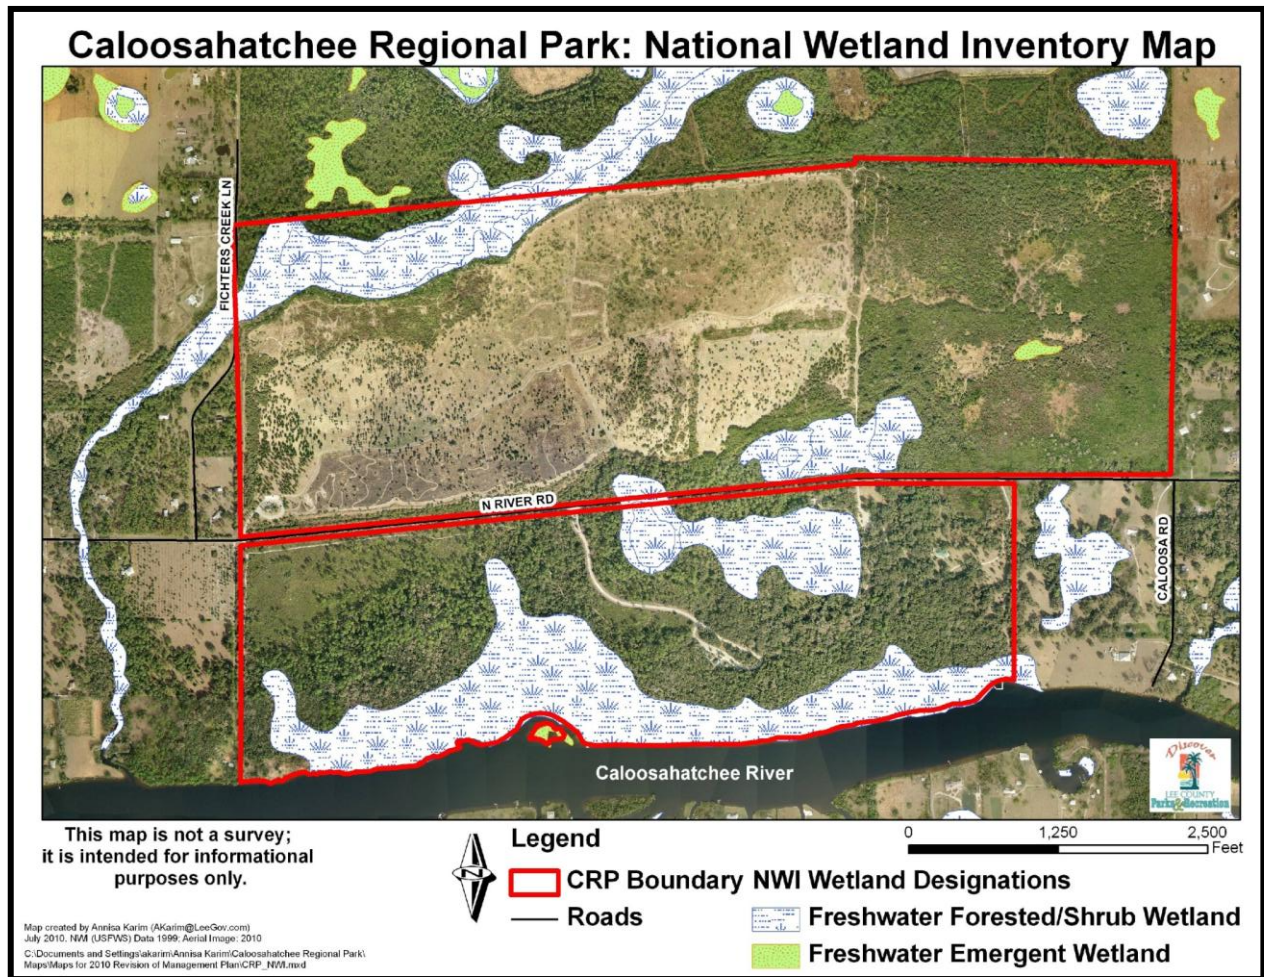 Caloosahatchee Regional Park: National Wetland Inventory Map
FICHTERS CREEK LN
N RIVER RD
CALOOSA RD
Caloosahatchee River
Discover
LEE COUNTY
Parks & Recreation
This map is not a survey;
it is intended for informational
purposes only.
N
Legend
CRP Boundary
Roads
0 1,250 2,500
Feet
NWI Wetland Designations
Freshwater Forested/Shrub Wetland
Freshwater Emergent Wetland
Map created by Annisa Karim (AKarim@LeeGov.com)
July 2010. NWI (USFWS) Data 1999; Aerial Image: 2010
C:\Documents and Settings\akarim\Annisa Karim\Caloosahatchee Regional Park\
Maps\Maps for 2010 Revision of Management Plan\CRP_NWI.mxd